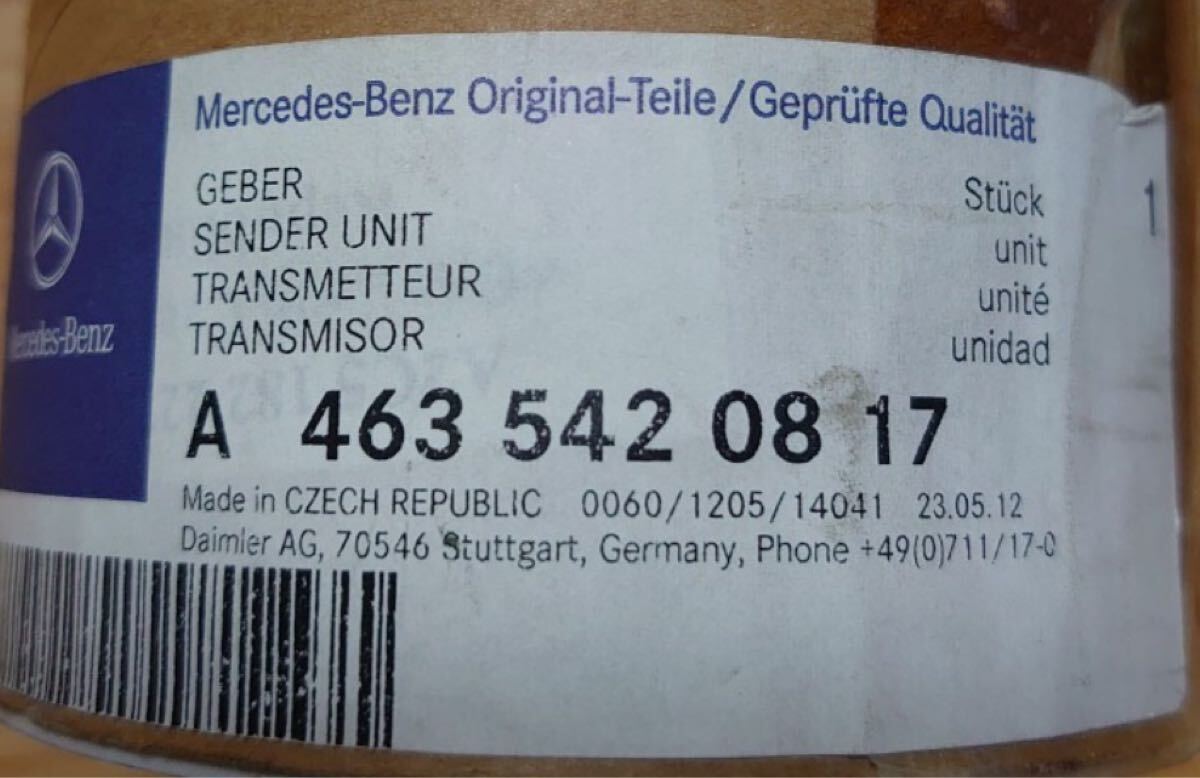 Mercedes-Benz Original-Teile/Geprüfte Qualität
GEBER Stück 1
SENDER UNIT unit
TRANSMETTEUR unité
TRANSMISOR unidad
Mercedes-Benz
A 463 542 08 17
Made in CZECH REPUBLIC 0060/1205/14041 23.05.12
Daimler AG, 70546 Stuttgart, Germany, Phone +49(0)711/17-0